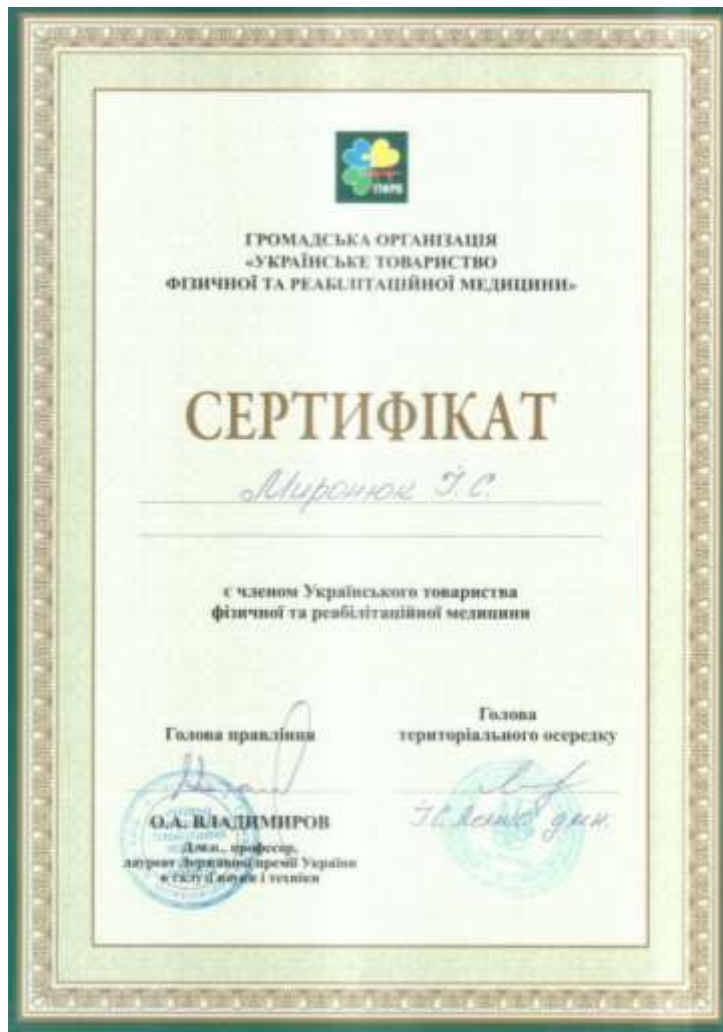 ГРОМАДСЬКА ОРГАНІЗАЦІЯ
«УКРАЇНСЬКЕ ТОВАРИСТВО
ФІЗИЧНОЇ ТА РЕАБІЛІТАЦІЙНОЇ МЕДИЦИНИ»
СЕРТИФІКАТ
Миронюк І.С.
є членом Українського товариства
фізичної та реабілітаційної медицини
Голова правління
О.А. ВЛАДИМИРОВ
Д.м.н., професор,
лауреат Державної премії України
в галузі науки і техніки
Голова
територіального осередку
д.м.н.